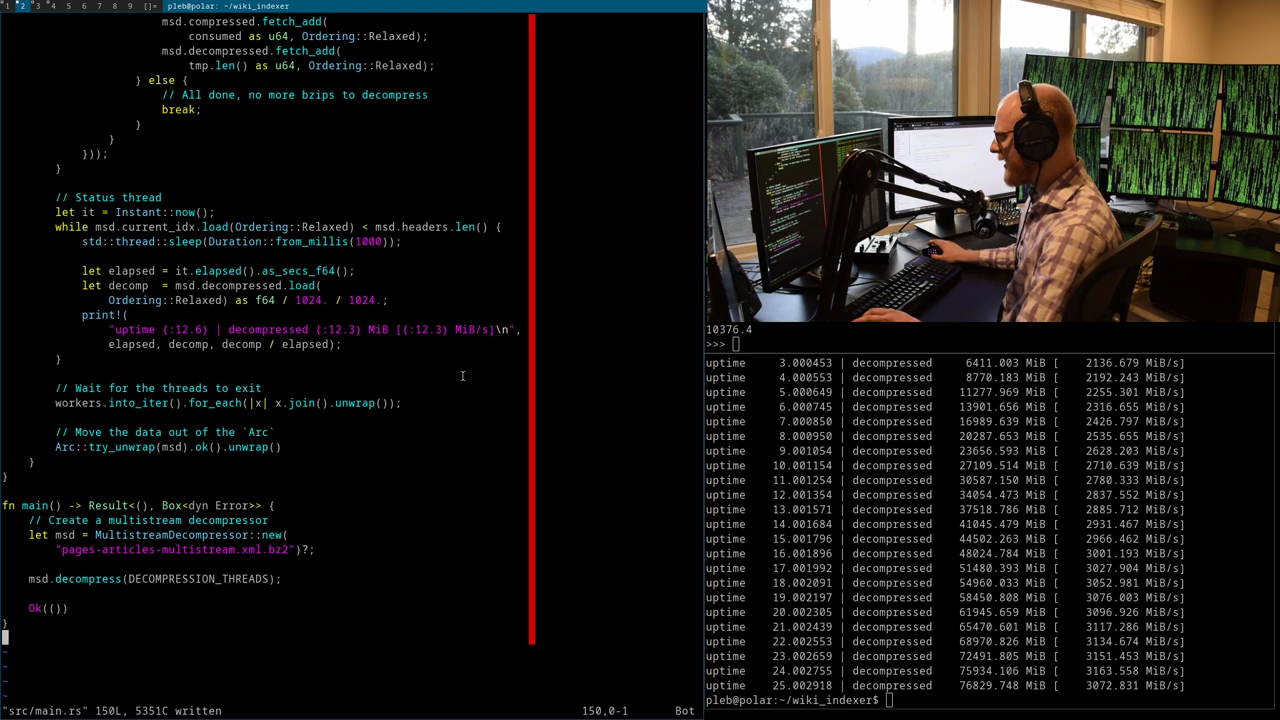 1 2 3 4 5 6 7 8 9 []= pleb@polar: ~/wiki_indexer
msd.compressed.fetch_add(
consumed as u64, Ordering::Relaxed);
msd.decompressed.fetch_add(
tmp.len() as u64, Ordering::Relaxed);
} else {
// All done, no more bzips to decompress
break;
}
}
}));
}
// Status thread
let it = Instant::now();
while msd.current_idx.load(Ordering::Relaxed) < msd.headers.len() {
std::thread::sleep(Duration::from_millis(1000));
let elapsed = it.elapsed().as_secs_f64();
let decomp  = msd.decompressed.load(
Ordering::Relaxed) as f64 / 1024. / 1024.;
print!(
"uptime {:12.6} | decompressed {:12.3} MiB [{:12.3} MiB/s]\n",
elapsed, decomp, decomp / elapsed);
}
// Wait for the threads to exit
workers.into_iter().for_each(|x| x.join().unwrap());
// Move the data out of the `Arc`
Arc::try_unwrap(msd).ok().unwrap()
}
}
fn main() -> Result<(), Box<dyn Error>> {
// Create a multistream decompressor
let msd = MultistreamDecompressor::new(
"pages-articles-multistream.xml.bz2")?;
msd.decompress(DECOMPRESSION_THREADS);
Ok(())
}
~
~
~
~
"src/main.rs" 150L, 5351C written 150,0-1 Bot
10376.4
>>>
uptime 3.000453 | decompressed 6411.003 MiB [ 2136.679 MiB/s]
uptime 4.000553 | decompressed 8770.183 MiB [ 2192.243 MiB/s]
uptime 5.000649 | decompressed 11277.969 MiB [ 2255.301 MiB/s]
uptime 6.000745 | decompressed 13901.656 MiB [ 2316.655 MiB/s]
uptime 7.000850 | decompressed 16989.639 MiB [ 2426.797 MiB/s]
uptime 8.000950 | decompressed 20287.653 MiB [ 2535.655 MiB/s]
uptime 9.001054 | decompressed 23656.593 MiB [ 2628.203 MiB/s]
uptime 10.001154 | decompressed 27109.514 MiB [ 2710.639 MiB/s]
uptime 11.001254 | decompressed 30587.150 MiB [ 2780.333 MiB/s]
uptime 12.001354 | decompressed 34054.473 MiB [ 2837.552 MiB/s]
uptime 13.001571 | decompressed 37518.786 MiB [ 2885.712 MiB/s]
uptime 14.001684 | decompressed 41045.479 MiB [ 2931.467 MiB/s]
uptime 15.001796 | decompressed 44502.263 MiB [ 2966.462 MiB/s]
uptime 16.001896 | decompressed 48024.784 MiB [ 3001.193 MiB/s]
uptime 17.001992 | decompressed 51480.393 MiB [ 3027.904 MiB/s]
uptime 18.002091 | decompressed 54960.033 MiB [ 3052.981 MiB/s]
uptime 19.002197 | decompressed 58450.808 MiB [ 3076.003 MiB/s]
uptime 20.002305 | decompressed 61945.659 MiB [ 3096.926 MiB/s]
uptime 21.002439 | decompressed 65470.601 MiB [ 3117.286 MiB/s]
uptime 22.002553 | decompressed 68970.826 MiB [ 3134.674 MiB/s]
uptime 23.002659 | decompressed 72491.805 MiB [ 3151.453 MiB/s]
uptime 24.002755 | decompressed 75934.106 MiB [ 3163.558 MiB/s]
uptime 25.002918 | decompressed 76829.748 MiB [ 3072.831 MiB/s]
pleb@polar:~/wiki_indexer$